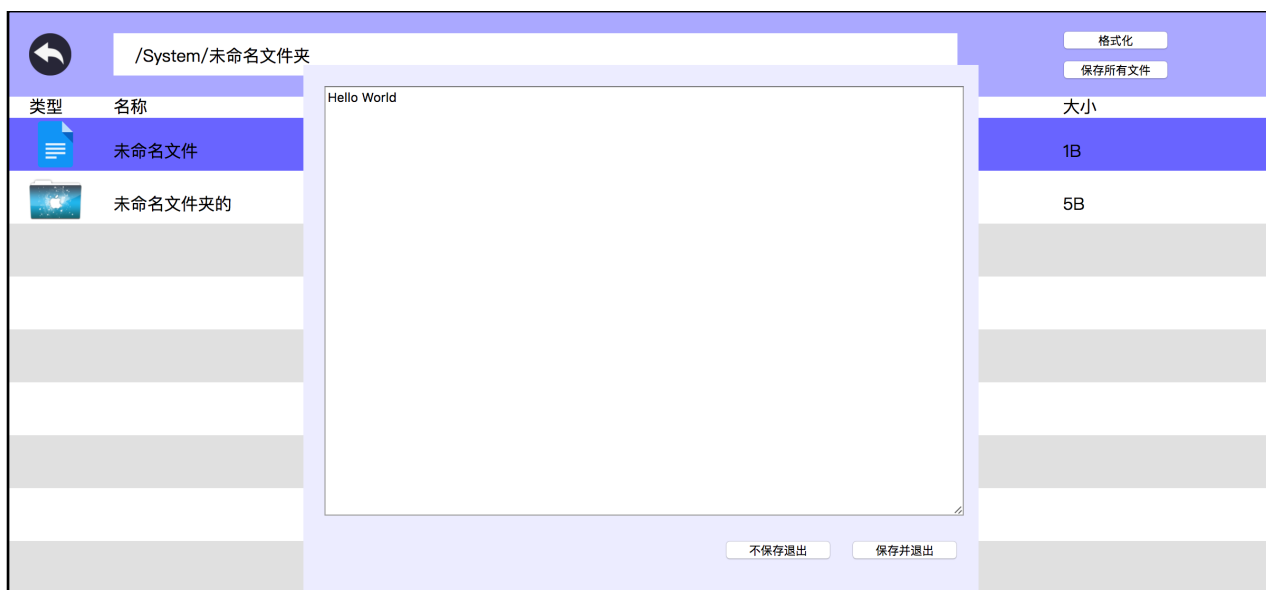 /System/未命名文件夹
格式化
保存所有文件
类型 名称 大小
Hello World
未命名文件 1B
未命名文件夹的 5B
不保存退出 保存并退出